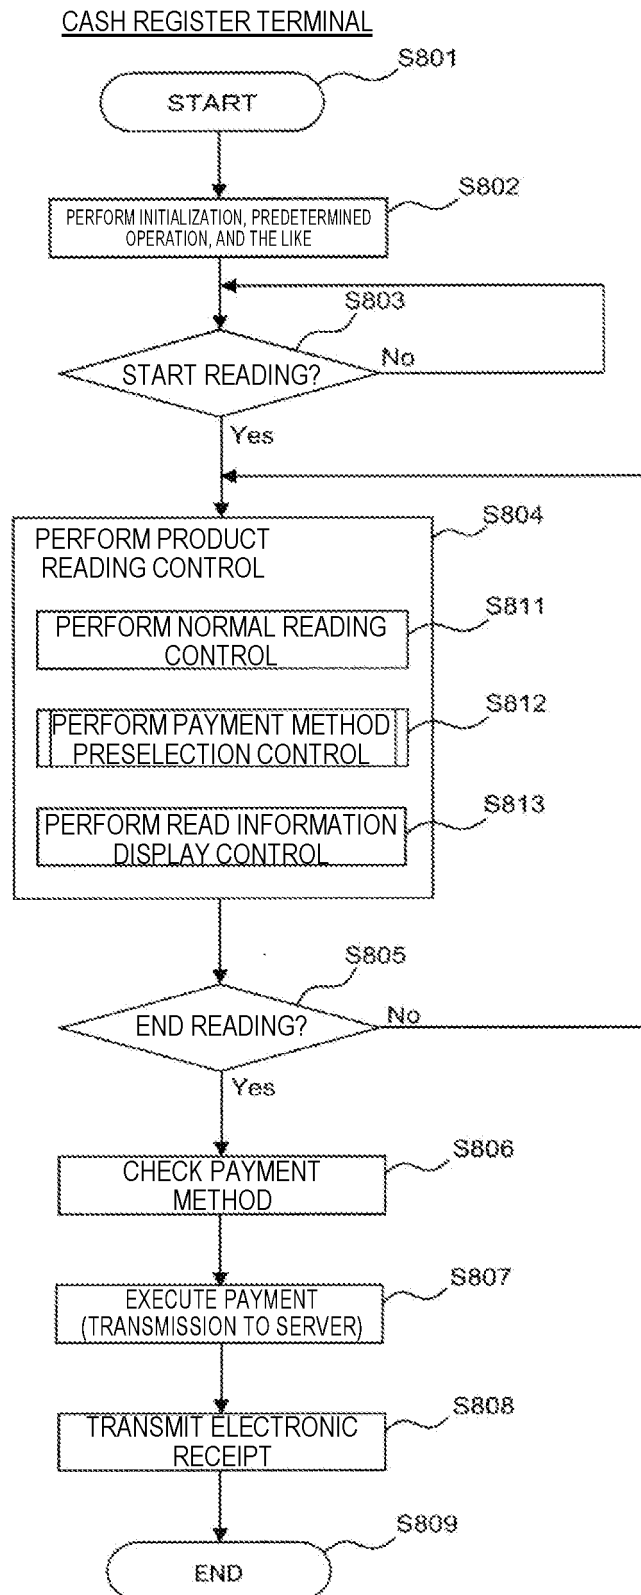 CASH REGISTER TERMINAL
S801
START
S802
PERFORM INITIALIZATION, PREDETERMINED
OPERATION, AND THE LIKE
S803
START READING?
No
Yes
S804
PERFORM PRODUCT
READING CONTROL
S811
PERFORM NORMAL READING
CONTROL
S812
PERFORM PAYMENT METHOD
PRESELECTION CONTROL
S813
PERFORM READ INFORMATION
DISPLAY CONTROL
S805
END READING?
No
Yes
S806
CHECK PAYMENT
METHOD
S807
EXECUTE PAYMENT
(TRANSMISSION TO SERVER)
S808
TRANSMIT ELECTRONIC
RECEIPT
S809
END